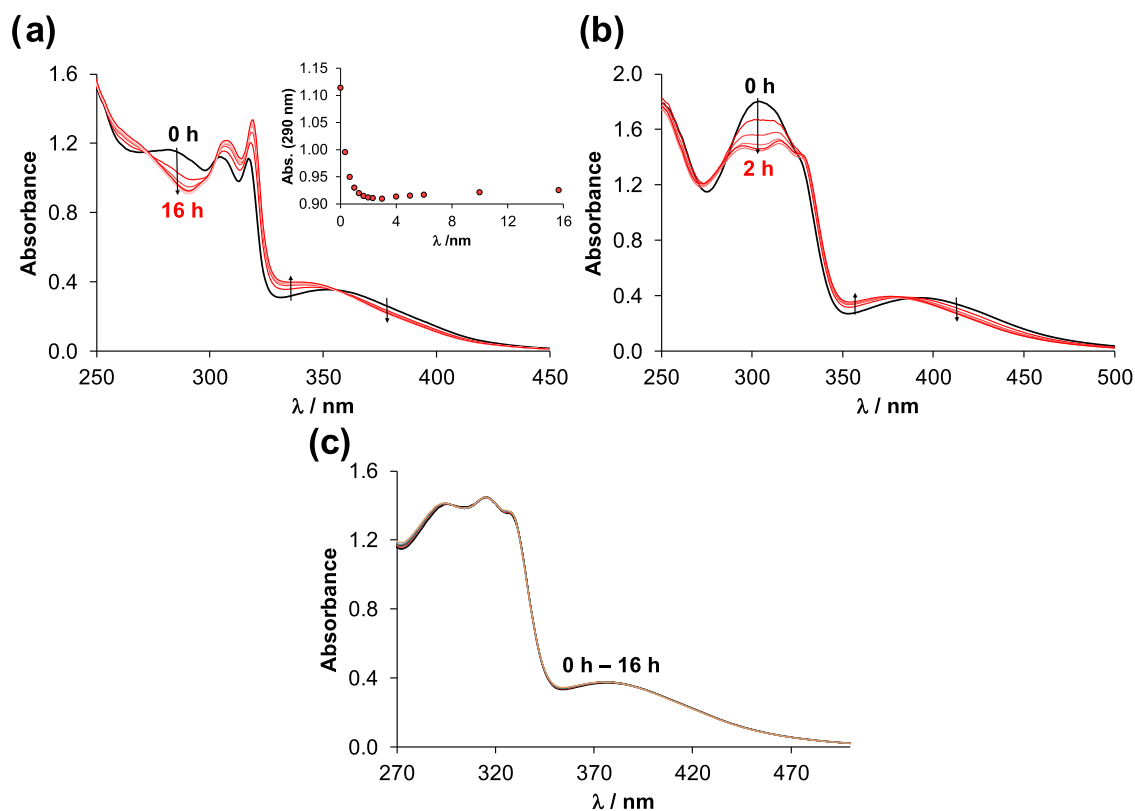 (a)
Absorbance
1.6
1.2
0.8
0.4
0.0
0 h
16 h
250
300
350
400
450
λ / nm
Abs. (290 nm)
1.15
1.10
1.05
1.00
0.95
0.90
0
4
8
12
16
λ /nm
(b)
Absorbance
2.0
1.6
1.2
0.8
0.4
0.0
0 h
2 h
250
300
350
400
450
500
λ / nm
(c)
Absorbance
1.6
1.2
0.8
0.4
0.0
0 h – 16 h
270
320
370
420
470
λ / nm